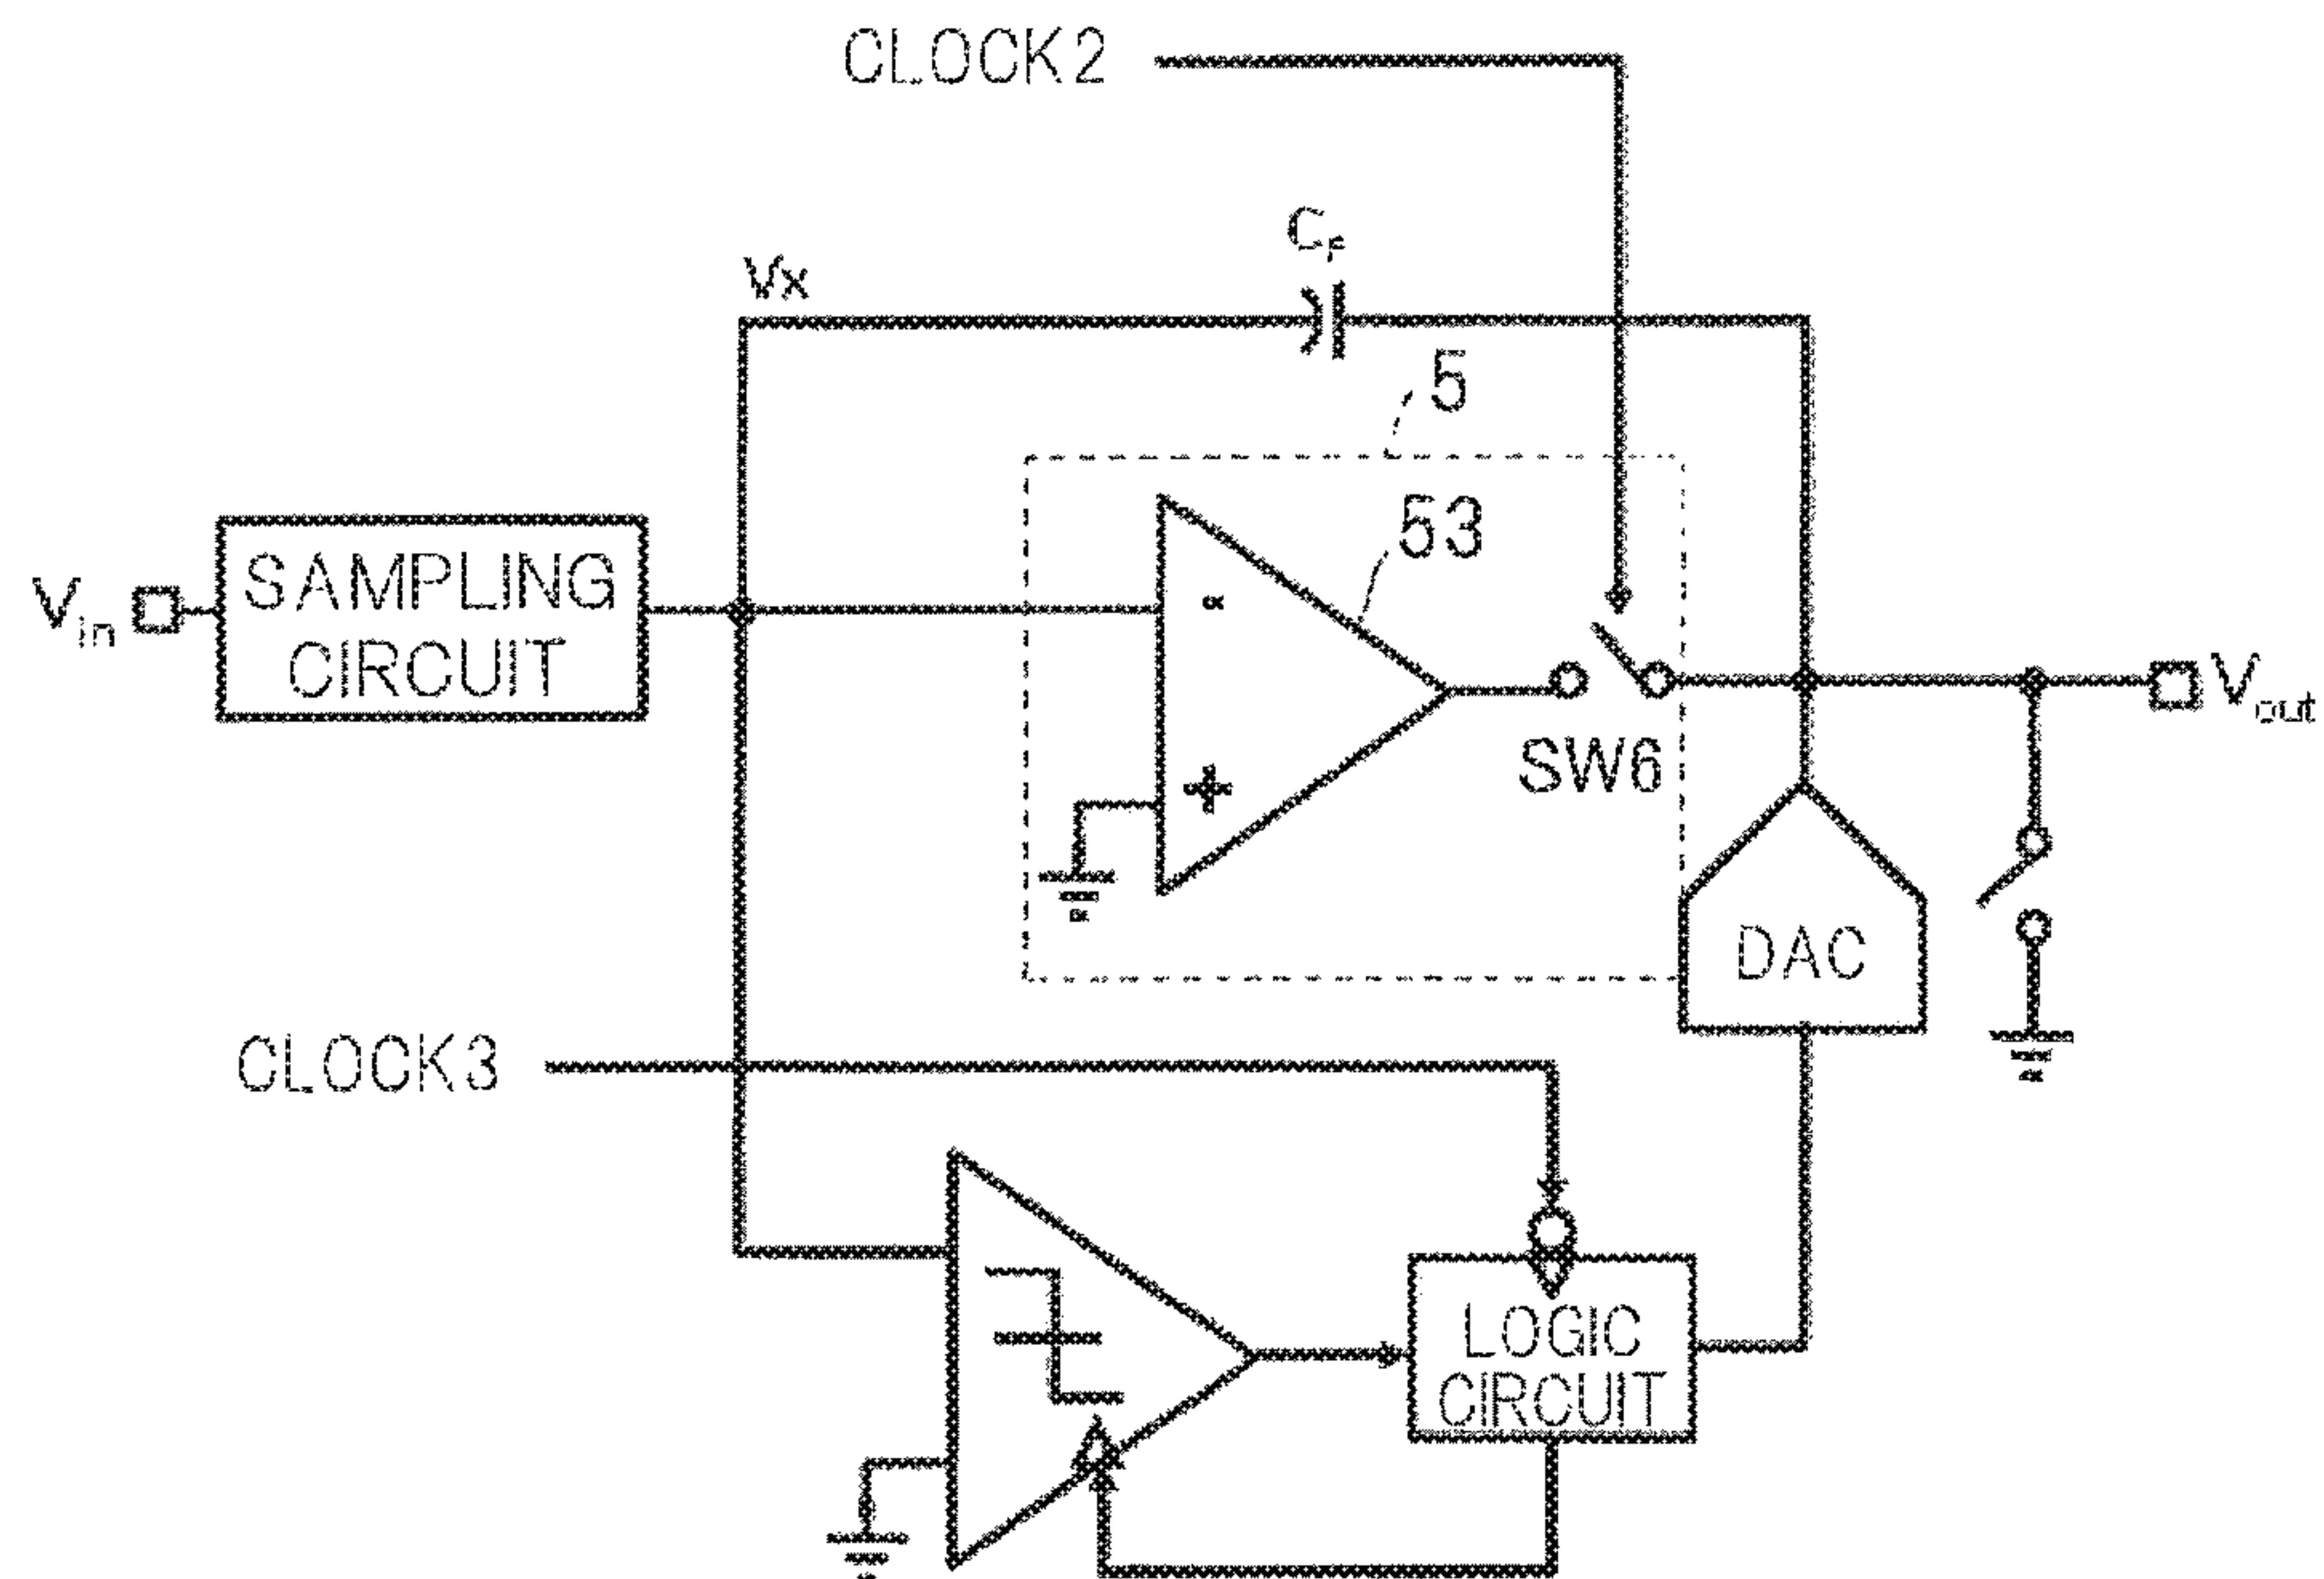 CLOCK2
CF
Vx
5
53
Vin
SAMPLING
CIRCUIT
-
+
SW6
Vout
DAC
CLOCK3
LOGIC
CIRCUIT